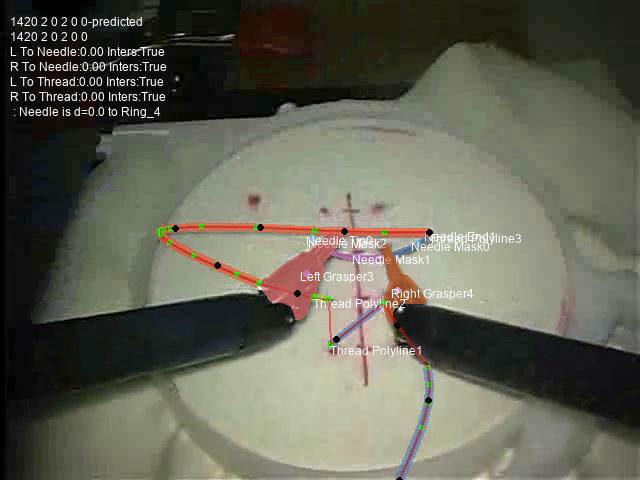 1420 2 0 2 0 0-predicted
1420 2 0 2 0 0
L To Needle:0.00 Inters:True
R To Needle:0.00 Inters:True
L To Thread:0.00 Inters:True
R To Thread:0.00 Inters:True
: Needle is d=0.0 to Ring_4
Needle End1
Thread Polyline3
Needle Tip0
Needle Mask2
Needle Mask0
Needle Mask1
Left Grasper3
Right Grasper4
Thread Polyline2
Thread Polyline1